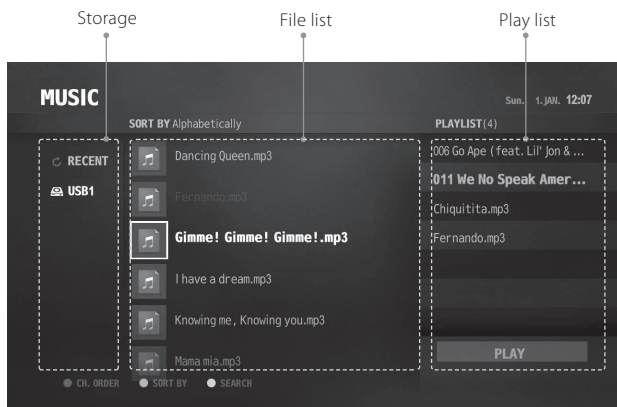 Storage
File list
Play list
MUSIC
Sun. 1.JAN. 12:07
SORT BY Alphabetically
PLAYLIST(4)
RECENT
USB1
Dancing Queen.mp3
Fernando.mp3
Gimme! Gimme! Gimme!.mp3
I have a dream.mp3
Knowing me, Knowing you.mp3
Mama mia.mp3
006 Go Ape (feat. Lil' Jon & ...
011 We No Speak Amer...
Chiquitita.mp3
Fernando.mp3
PLAY
CH. ORDER
SORT BY
SEARCH